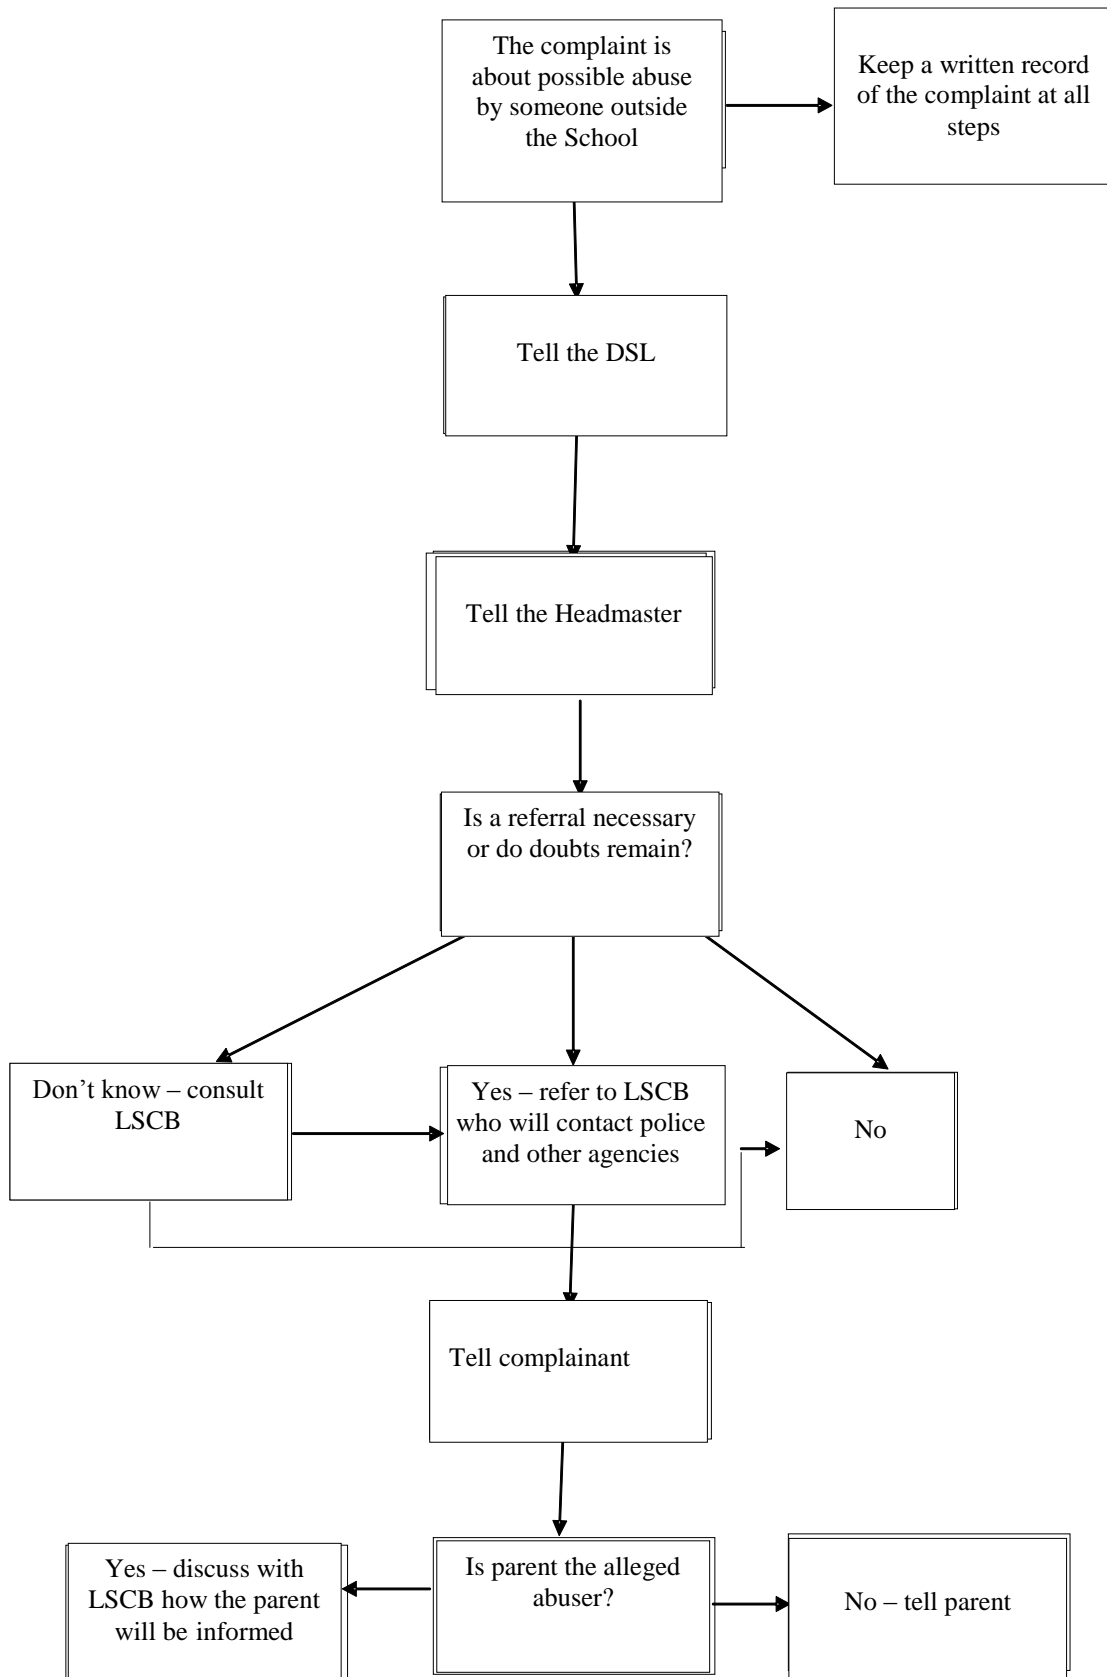 The complaint is
about possible abuse
by someone outside
the School
Keep a written record
of the complaint at all
steps
Tell the DSL
Tell the Headmaster
Is a referral necessary
or do doubts remain?
Don’t know – consult
LSCB
Yes – refer to LSCB
who will contact police
and other agencies
No
Tell complainant
Yes – discuss with
LSCB how the parent
will be informed
Is parent the alleged
abuser?
No – tell parent